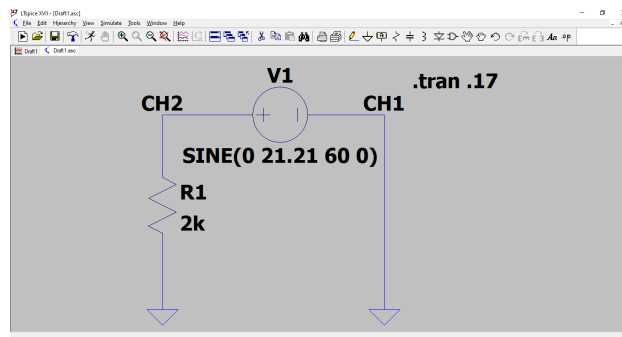 LTspice XVII - [Draft1.asc]
File Edit Hierarchy View Simulate Tools Window Help
Draft1 Draft1.asc
V1
.tran .17
CH2
CH1
SINE(0 21.21 60 0)
R1
2k